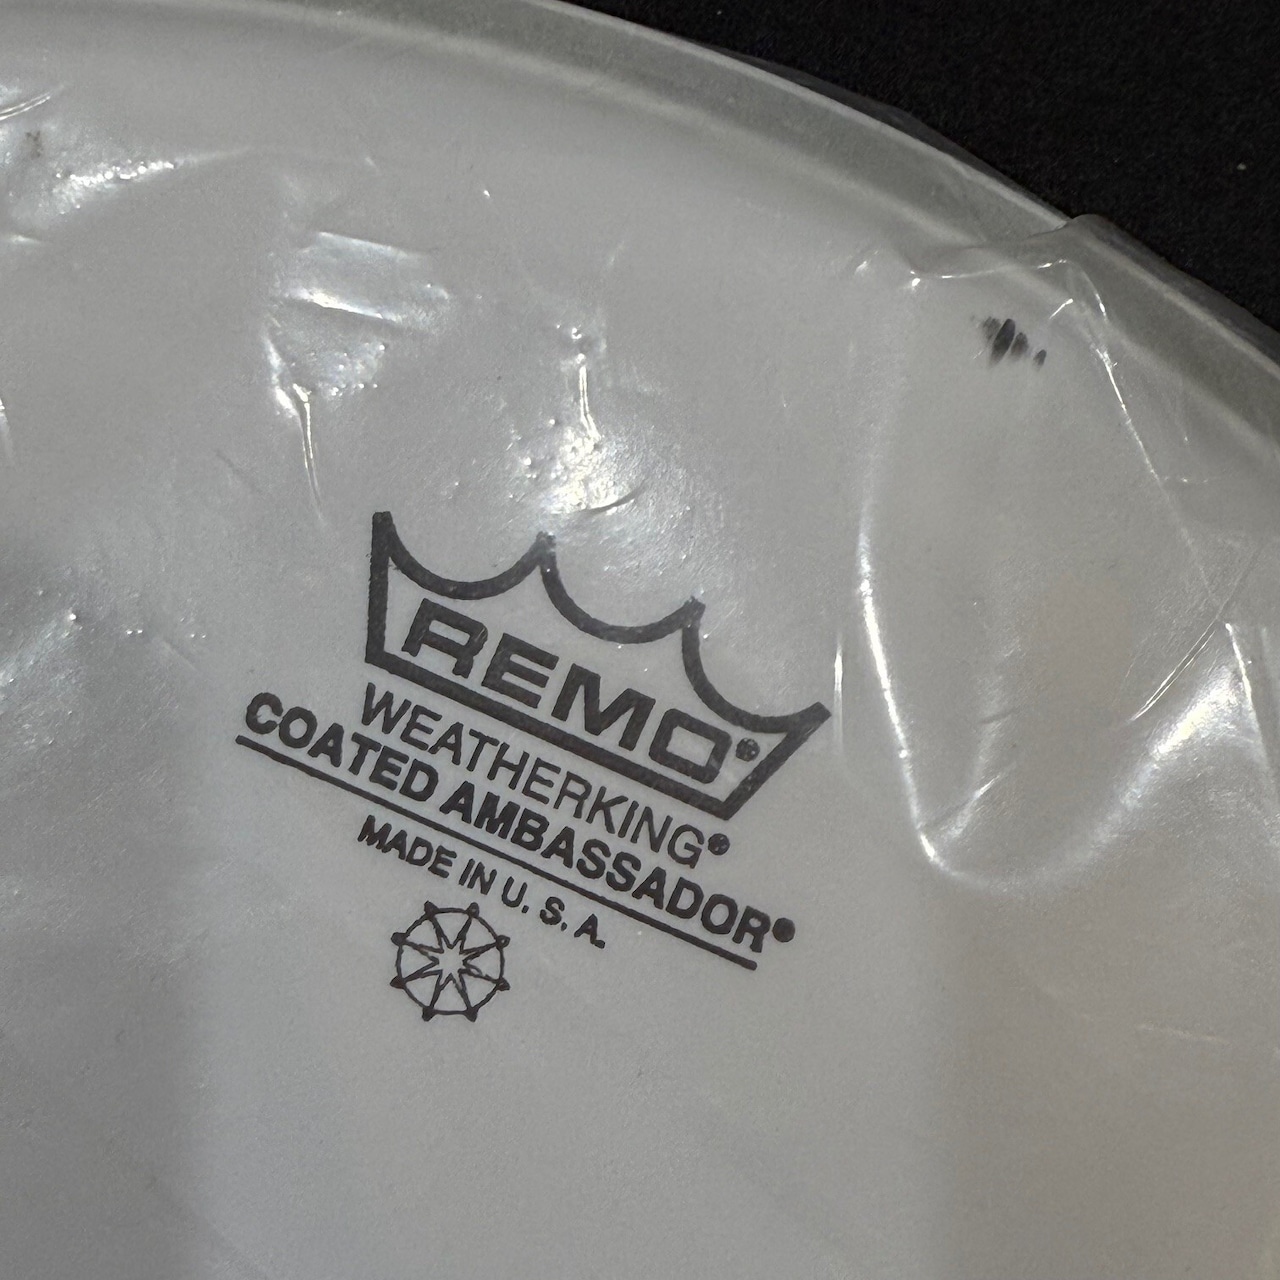 REMO®
WEATHERKING®
COATED AMBASSADOR®
MADE IN U. S. A.